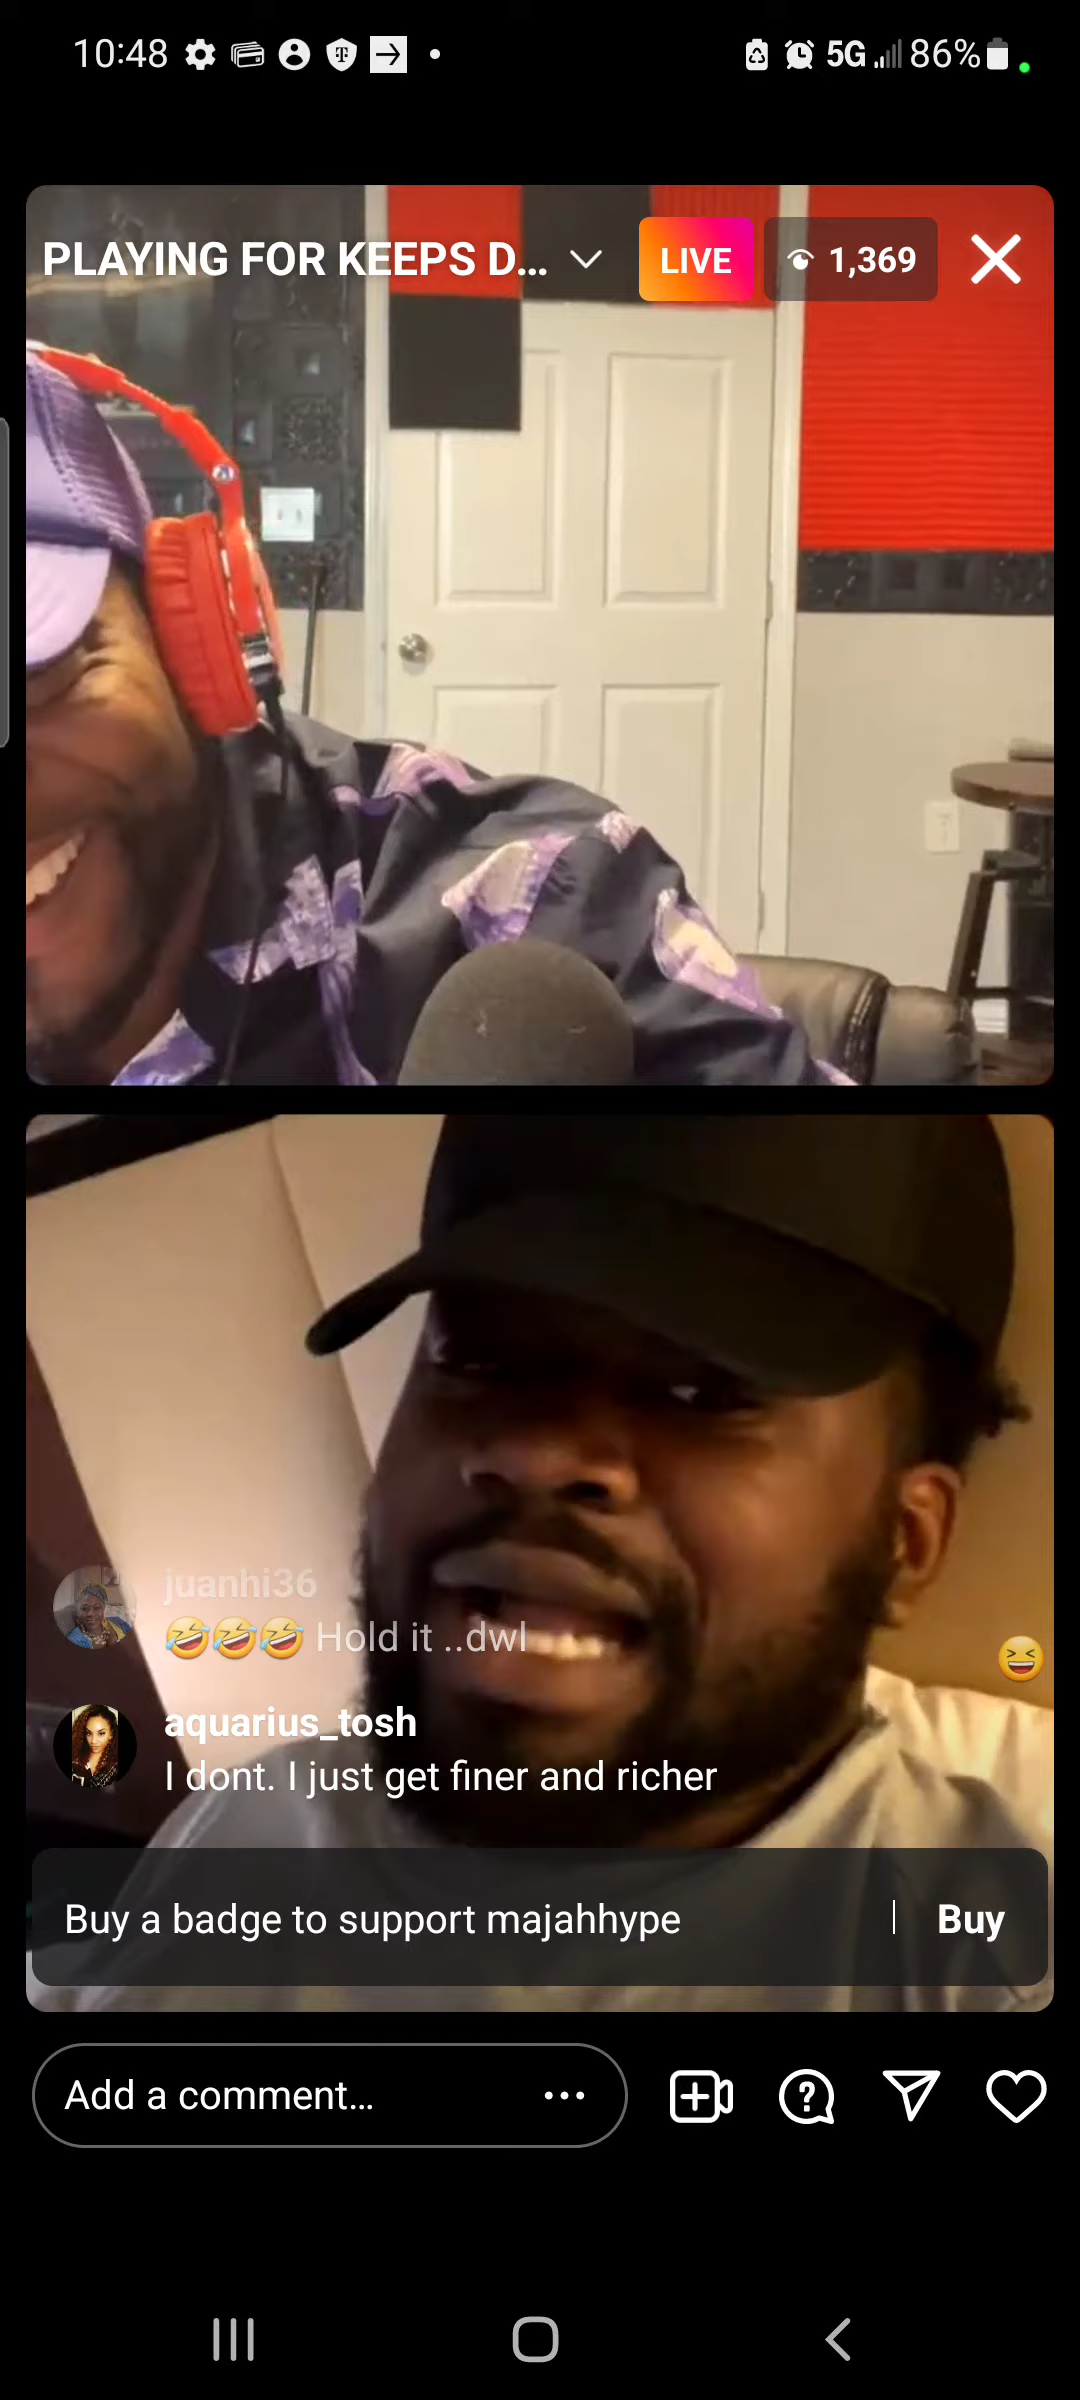 10:48
5G 86%
PLAYING FOR KEEPS D...
LIVE
1,369
juanhi36
🤣🤣🤣 Hold it ..dwl
aquarius_tosh
I dont. I just get finer and richer
Buy a badge to support majahhype
Buy
Add a comment...